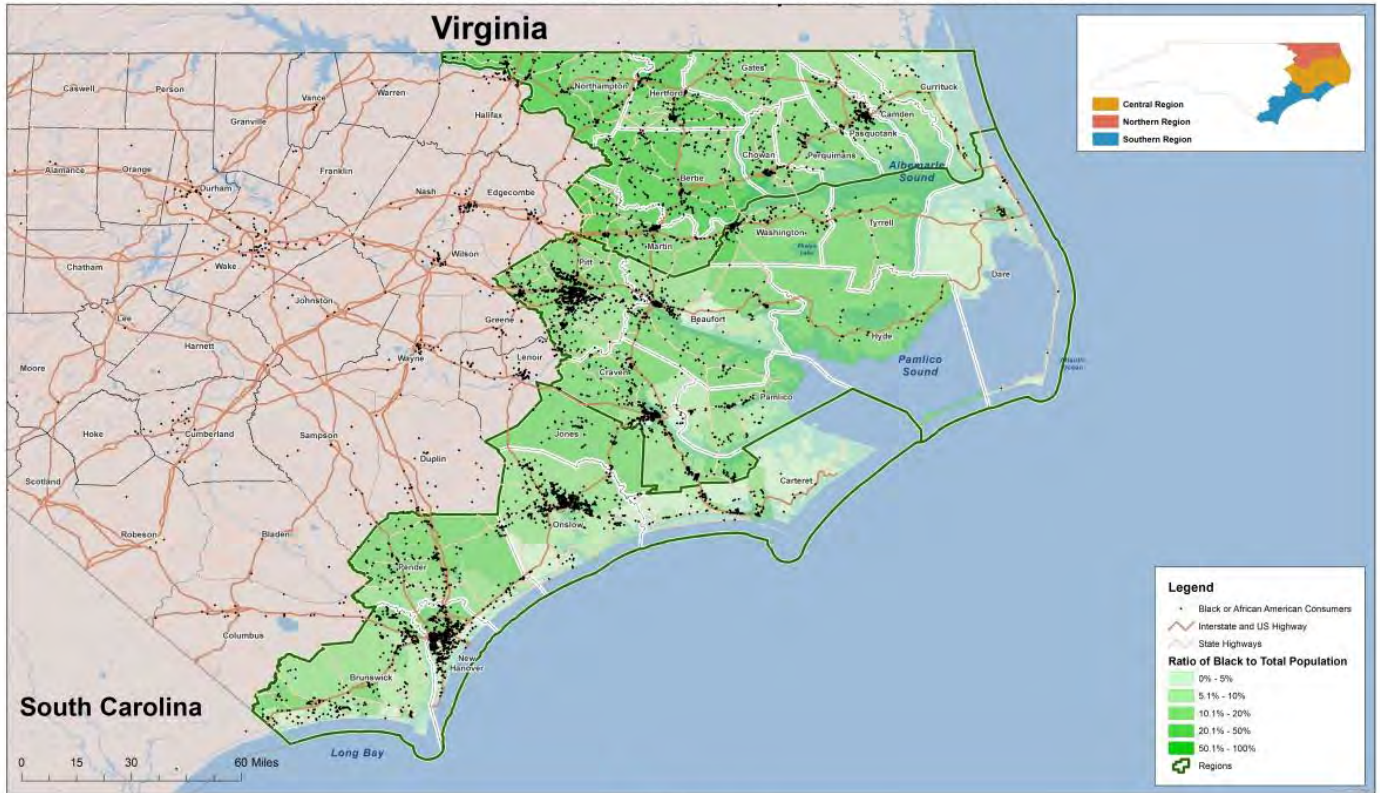 Virginia
Caswell
Person
Vance
Warren
Granville
Halifax
Northampton
Hertford
Gates
Currituck
Camden
Pasquotank
Perquimans
Chowan
Albemarle
Sound
Alamance
Orange
Durham
Franklin
Nash
Edgecombe
Bertie
Martin
Washington
Tyrrell
Dare
Chatham
Wake
Wilson
Pitt
Beaufort
Hyde
Pamlico
Sound
Johnston
Greene
Lee
Harnett
Wayne
Lenoir
Craven
Pamlico
Moore
Jones
Hoke
Cumberland
Sampson
Duplin
Carteret
Scotland
Onslow
Robeson
Bladen
Pender
Columbus
New
Hanover
Brunswick
South Carolina
Long Bay
0 15 30 60 Miles
Central Region
Northern Region
Southern Region
Legend
Black or African American Consumers
Interstate and US Highway
State Highways
Ratio of Black to Total Population
0% - 5%
5.1% - 10%
10.1% - 20%
20.1% - 50%
50.1% - 100%
Regions